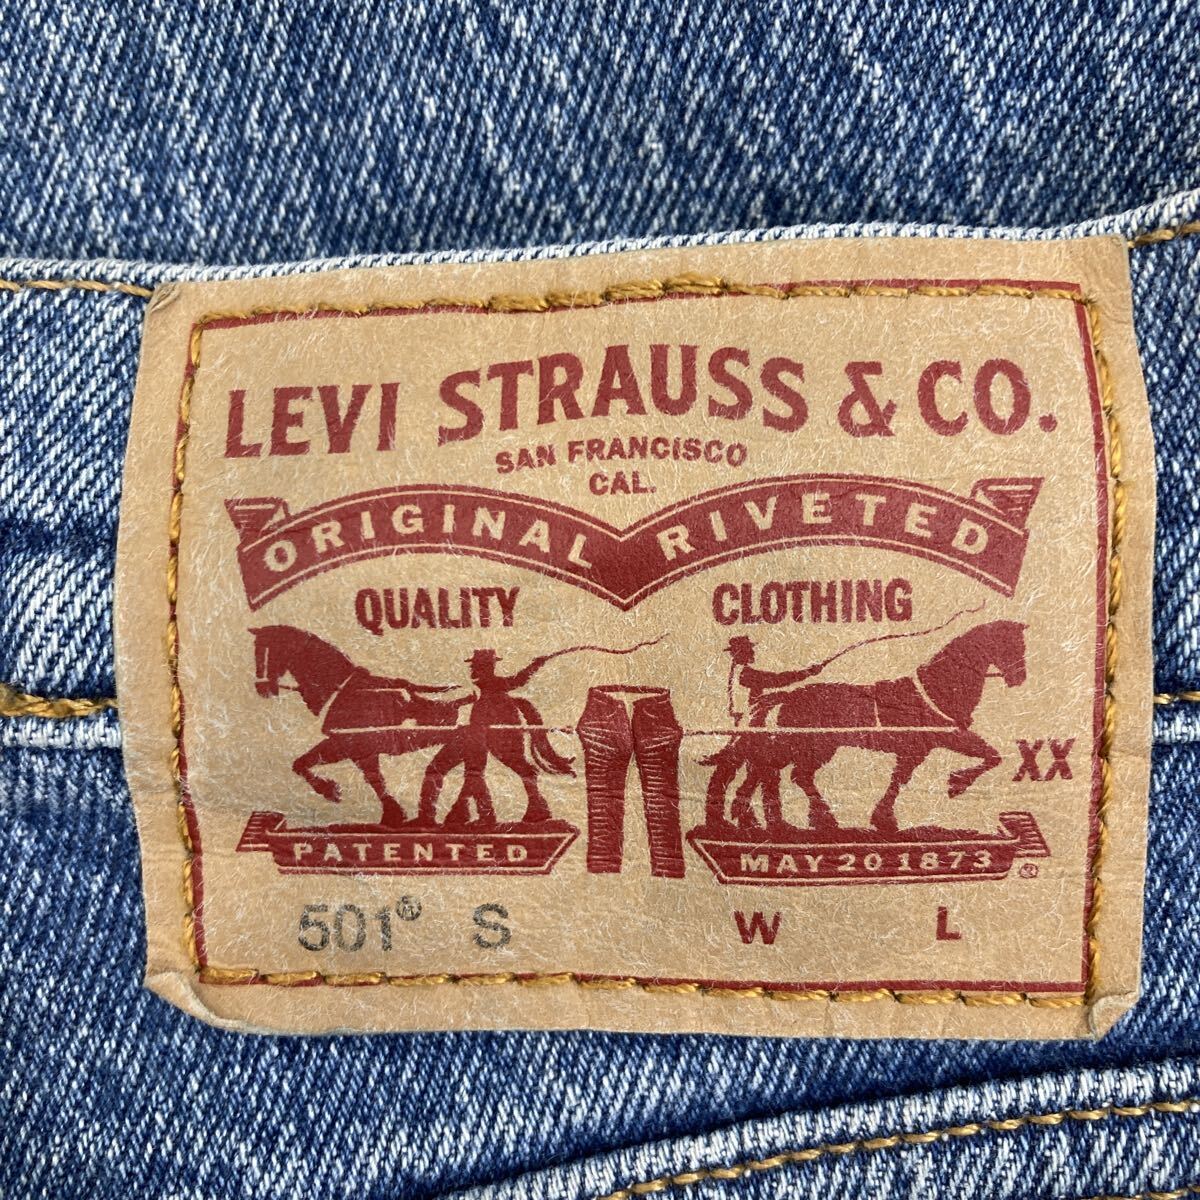 LEVI STRAUSS & CO.
SAN FRANCISCO
CAL.
ORIGINAL RIVETED
QUALITY CLOTHING
XX
PATENTED MAY 20 1873 ®
501® S W L